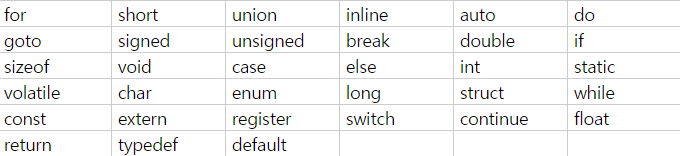 for short union inline auto do
goto signed unsigned break double if
sizeof void case else int static
volatile char enum long struct while
const extern register switch continue float
return typedef default